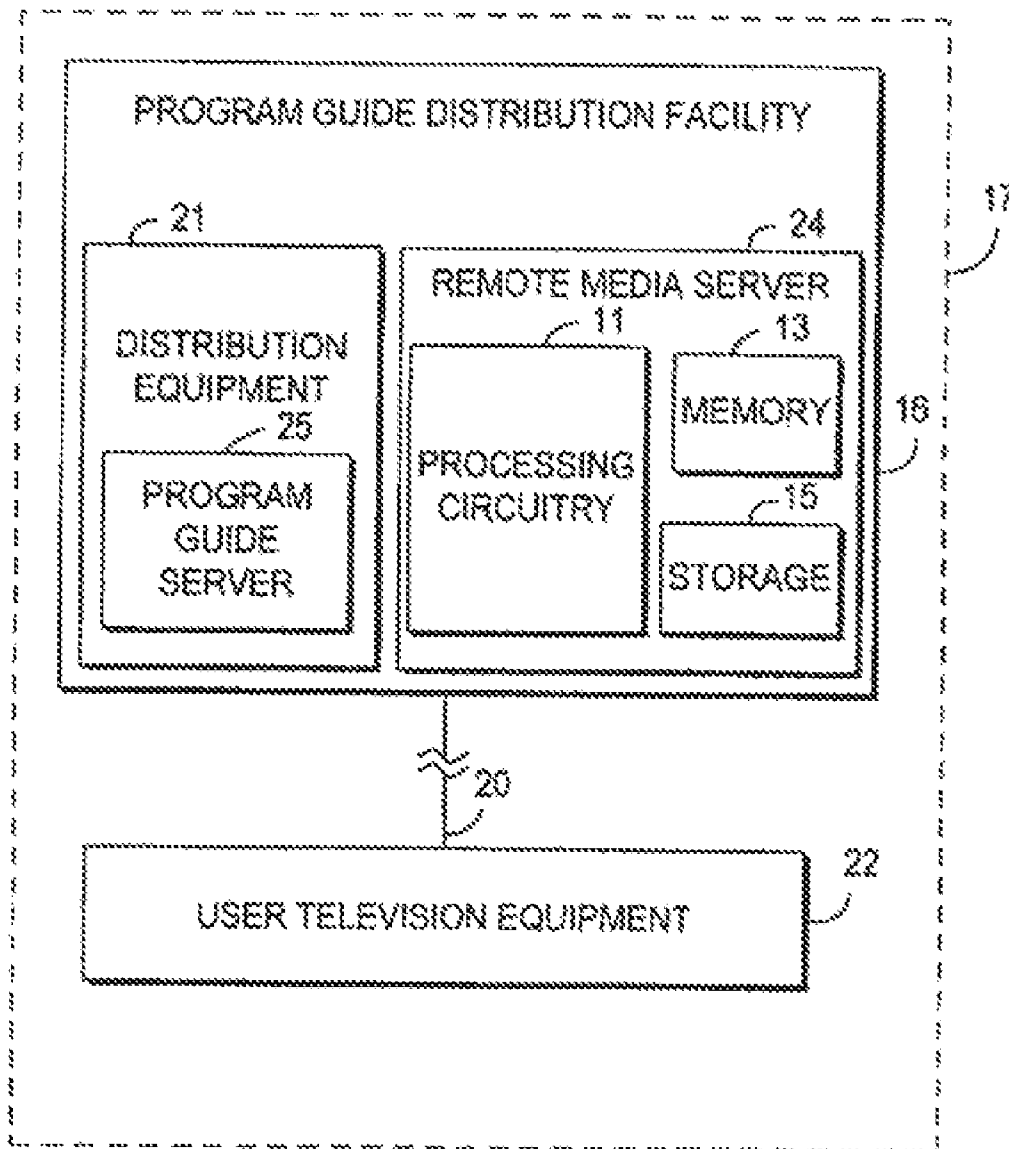 PROGRAM GUIDE DISTRIBUTION FACILITY
17
21
24
DISTRIBUTION
EQUIPMENT
25
PROGRAM
GUIDE
SERVER
REMOTE MEDIA SERVER
11
13
PROCESSING
CIRCUITRY
MEMORY
16
15
STORAGE
20
22
USER TELEVISION EQUIPMENT